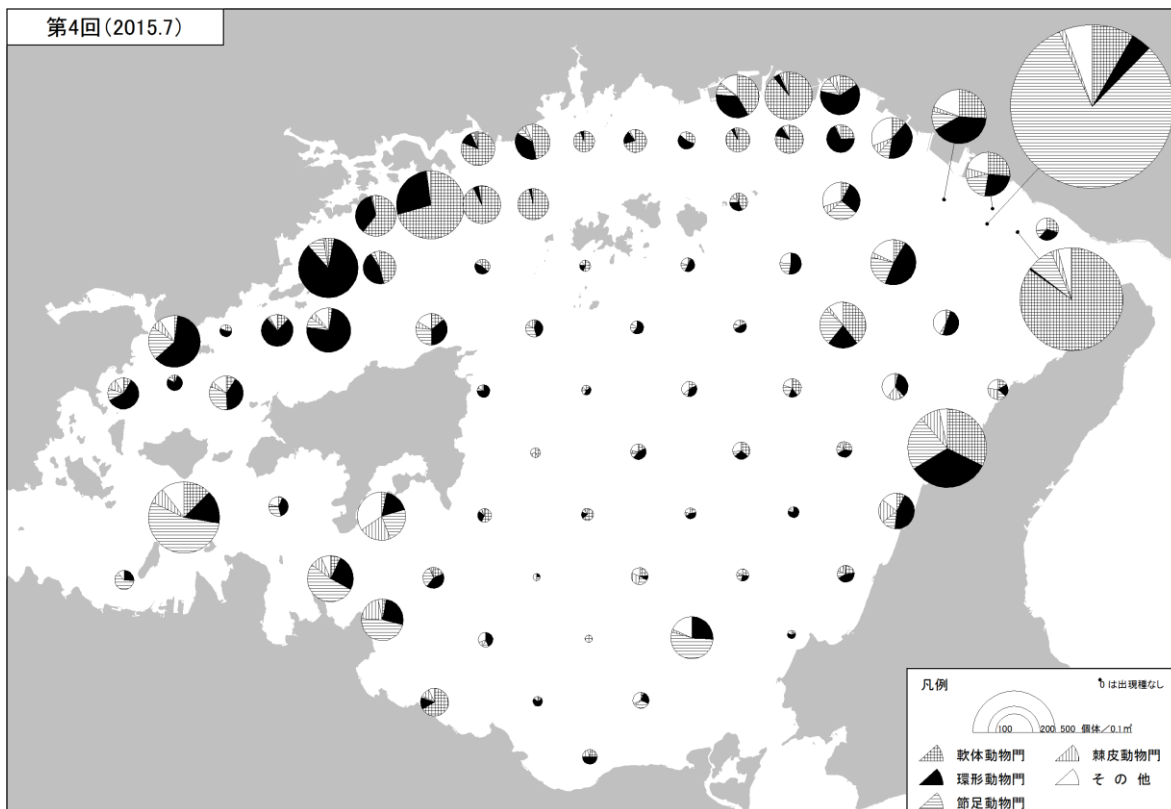 第4回(2015.7)
凡例
0 は出現種なし
100 200 500 個体/0.1㎡
軟体動物門 棘皮動物門
環形動物門 その他
節足動物門